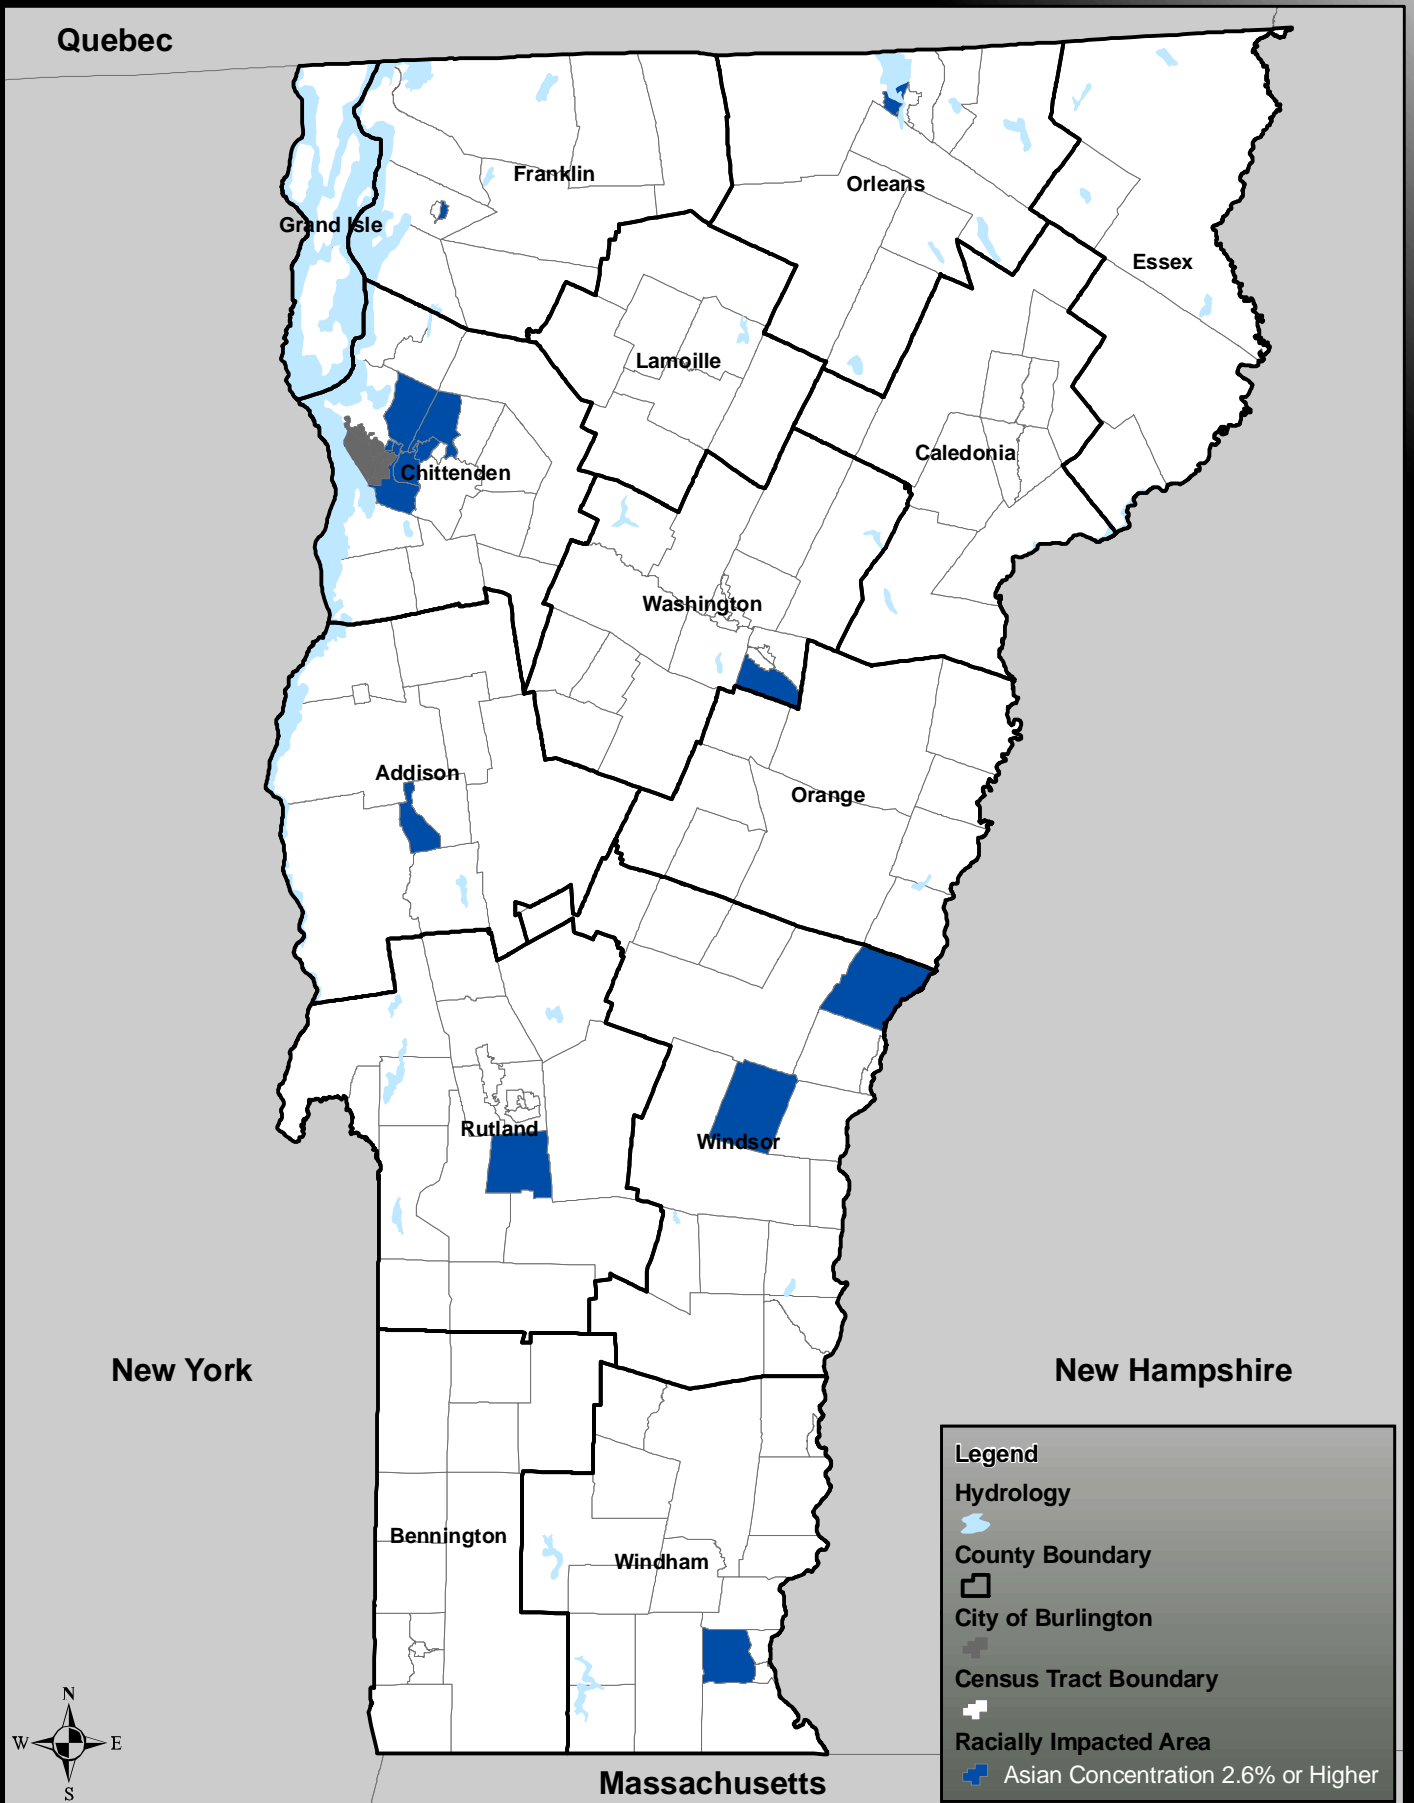 Quebec
Franklin
Orleans
Grand Isle
Essex
Lamoille
Caledonia
Chittenden
Washington
Addison
Orange
Rutland
Windsor
New York
New Hampshire
Bennington
Windham
Massachusetts
N
W
E
S
Legend
Hydrology
County Boundary
City of Burlington
Census Tract Boundary
Racially Impacted Area
Asian Concentration 2.6% or Higher